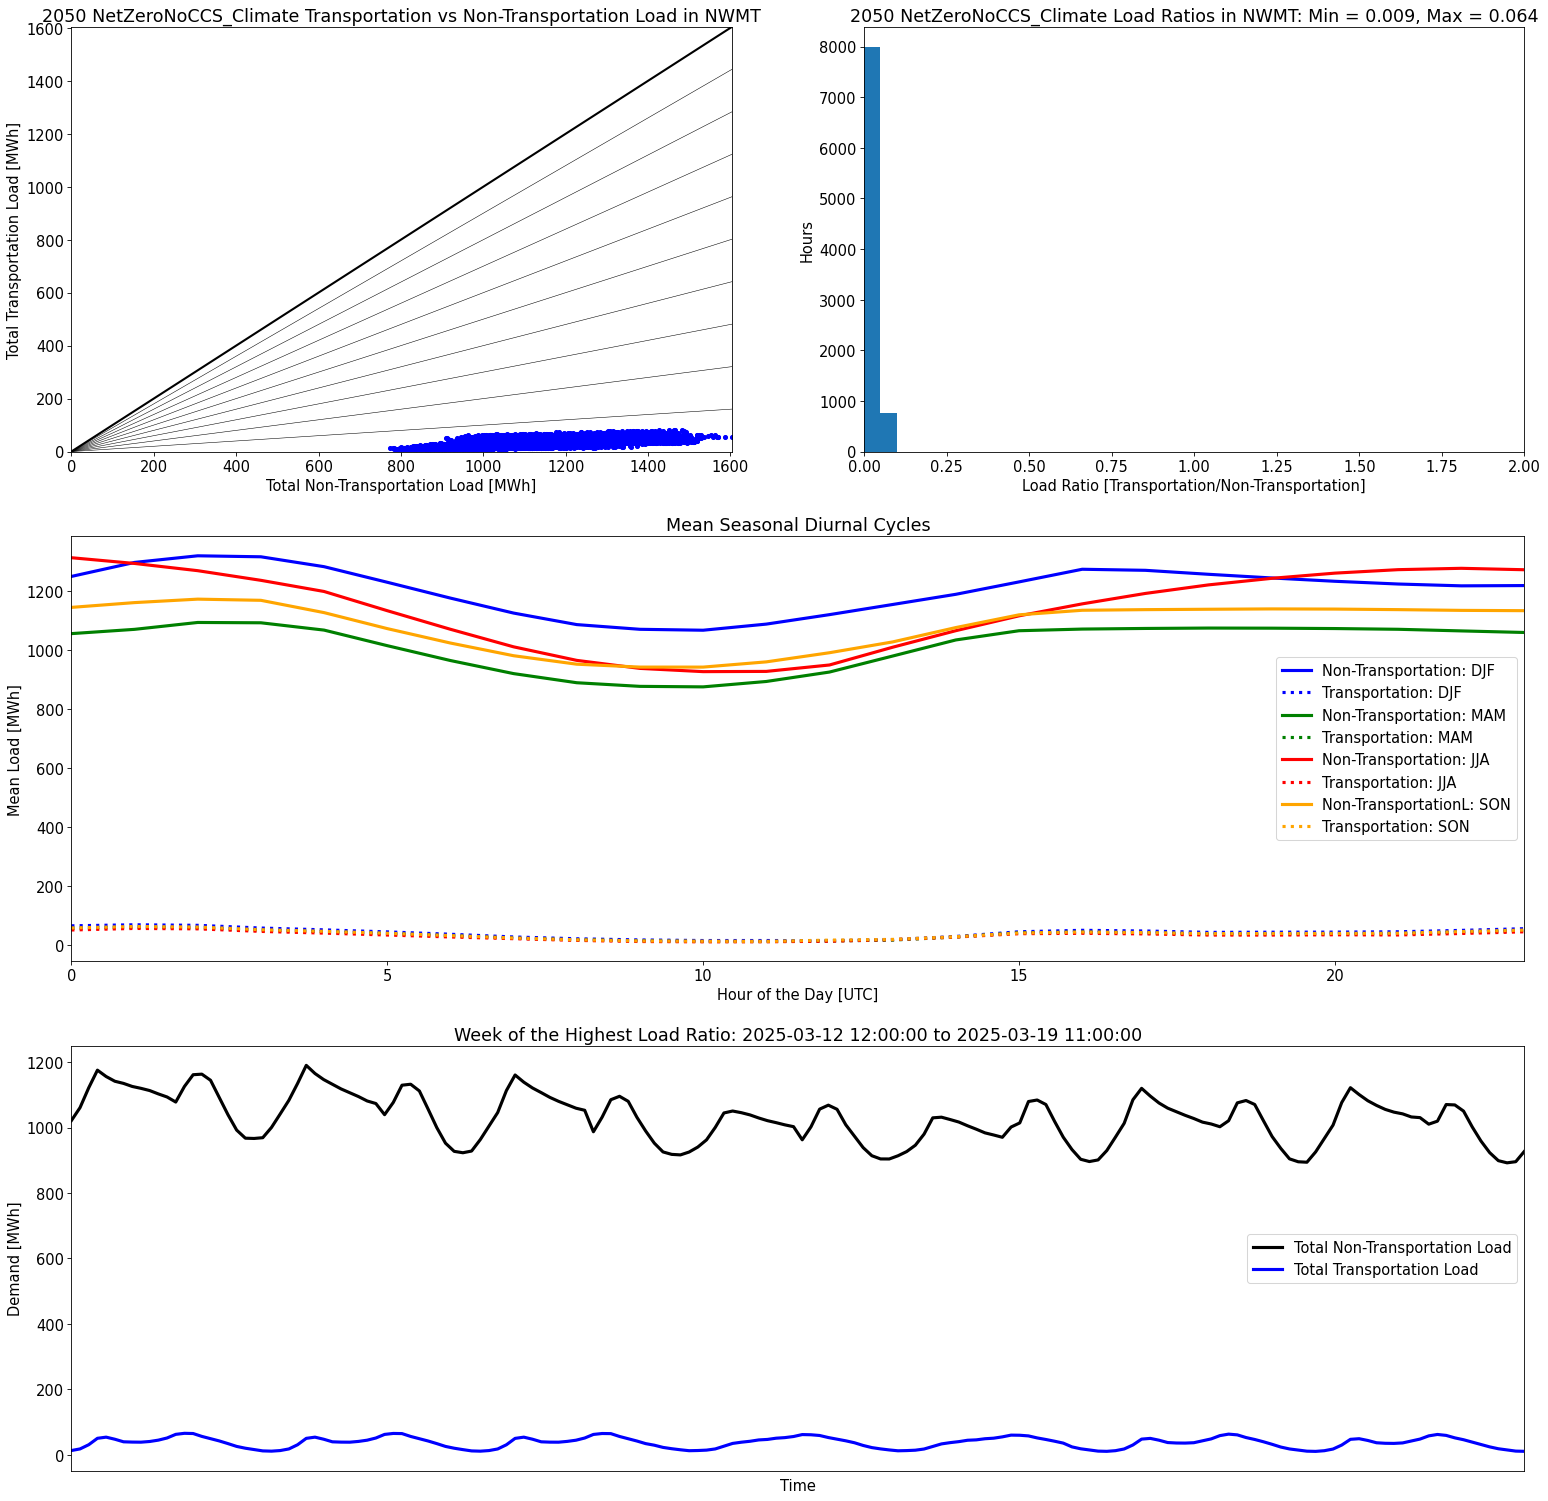 2050 NetZeroNoCCS_Climate Transportation vs Non-Transportation Load in NWMT
1600
1400
1200
1000
800
600
400
200
0
Total Transportation Load [MWh]
0 200 400 600 800 1000 1200 1400 1600
Total Non-Transportation Load [MWh]
2050 NetZeroNoCCS_Climate Load Ratios in NWMT: Min = 0.009, Max = 0.064
8000
7000
6000
5000
4000
3000
2000
1000
0
Hours
0.00 0.25 0.50 0.75 1.00 1.25 1.50 1.75 2.00
Load Ratio [Transportation/Non-Transportation]
Mean Seasonal Diurnal Cycles
1200
1000
800
600
400
200
0
Mean Load [MWh]
Non-Transportation: DJF
Transportation: DJF
Non-Transportation: MAM
Transportation: MAM
Non-Transportation: JJA
Transportation: JJA
Non-TransportationL: SON
Transportation: SON
0 5 10 15 20
Hour of the Day [UTC]
Week of the Highest Load Ratio: 2025-03-12 12:00:00 to 2025-03-19 11:00:00
1200
1000
800
600
400
200
0
Demand [MWh]
Total Non-Transportation Load
Total Transportation Load
Time